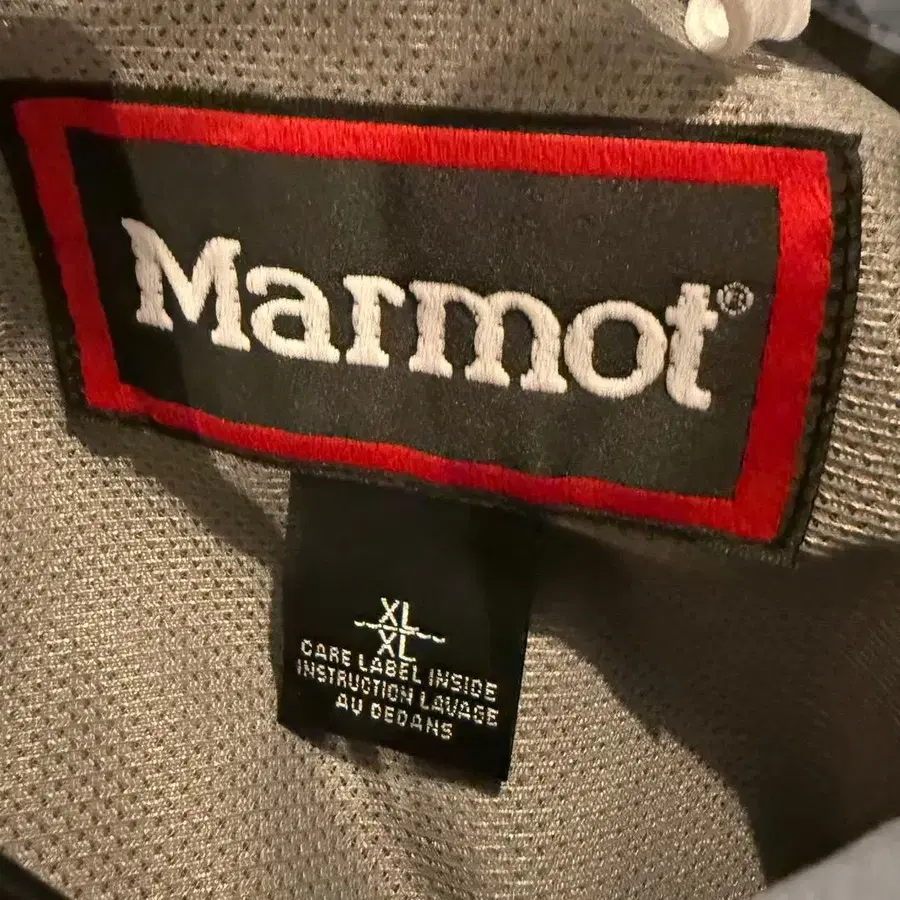 Marmot®
XL
XL
CARE LABEL INSIDE
INSTRUCTION LAVAGE
AU DEDANS